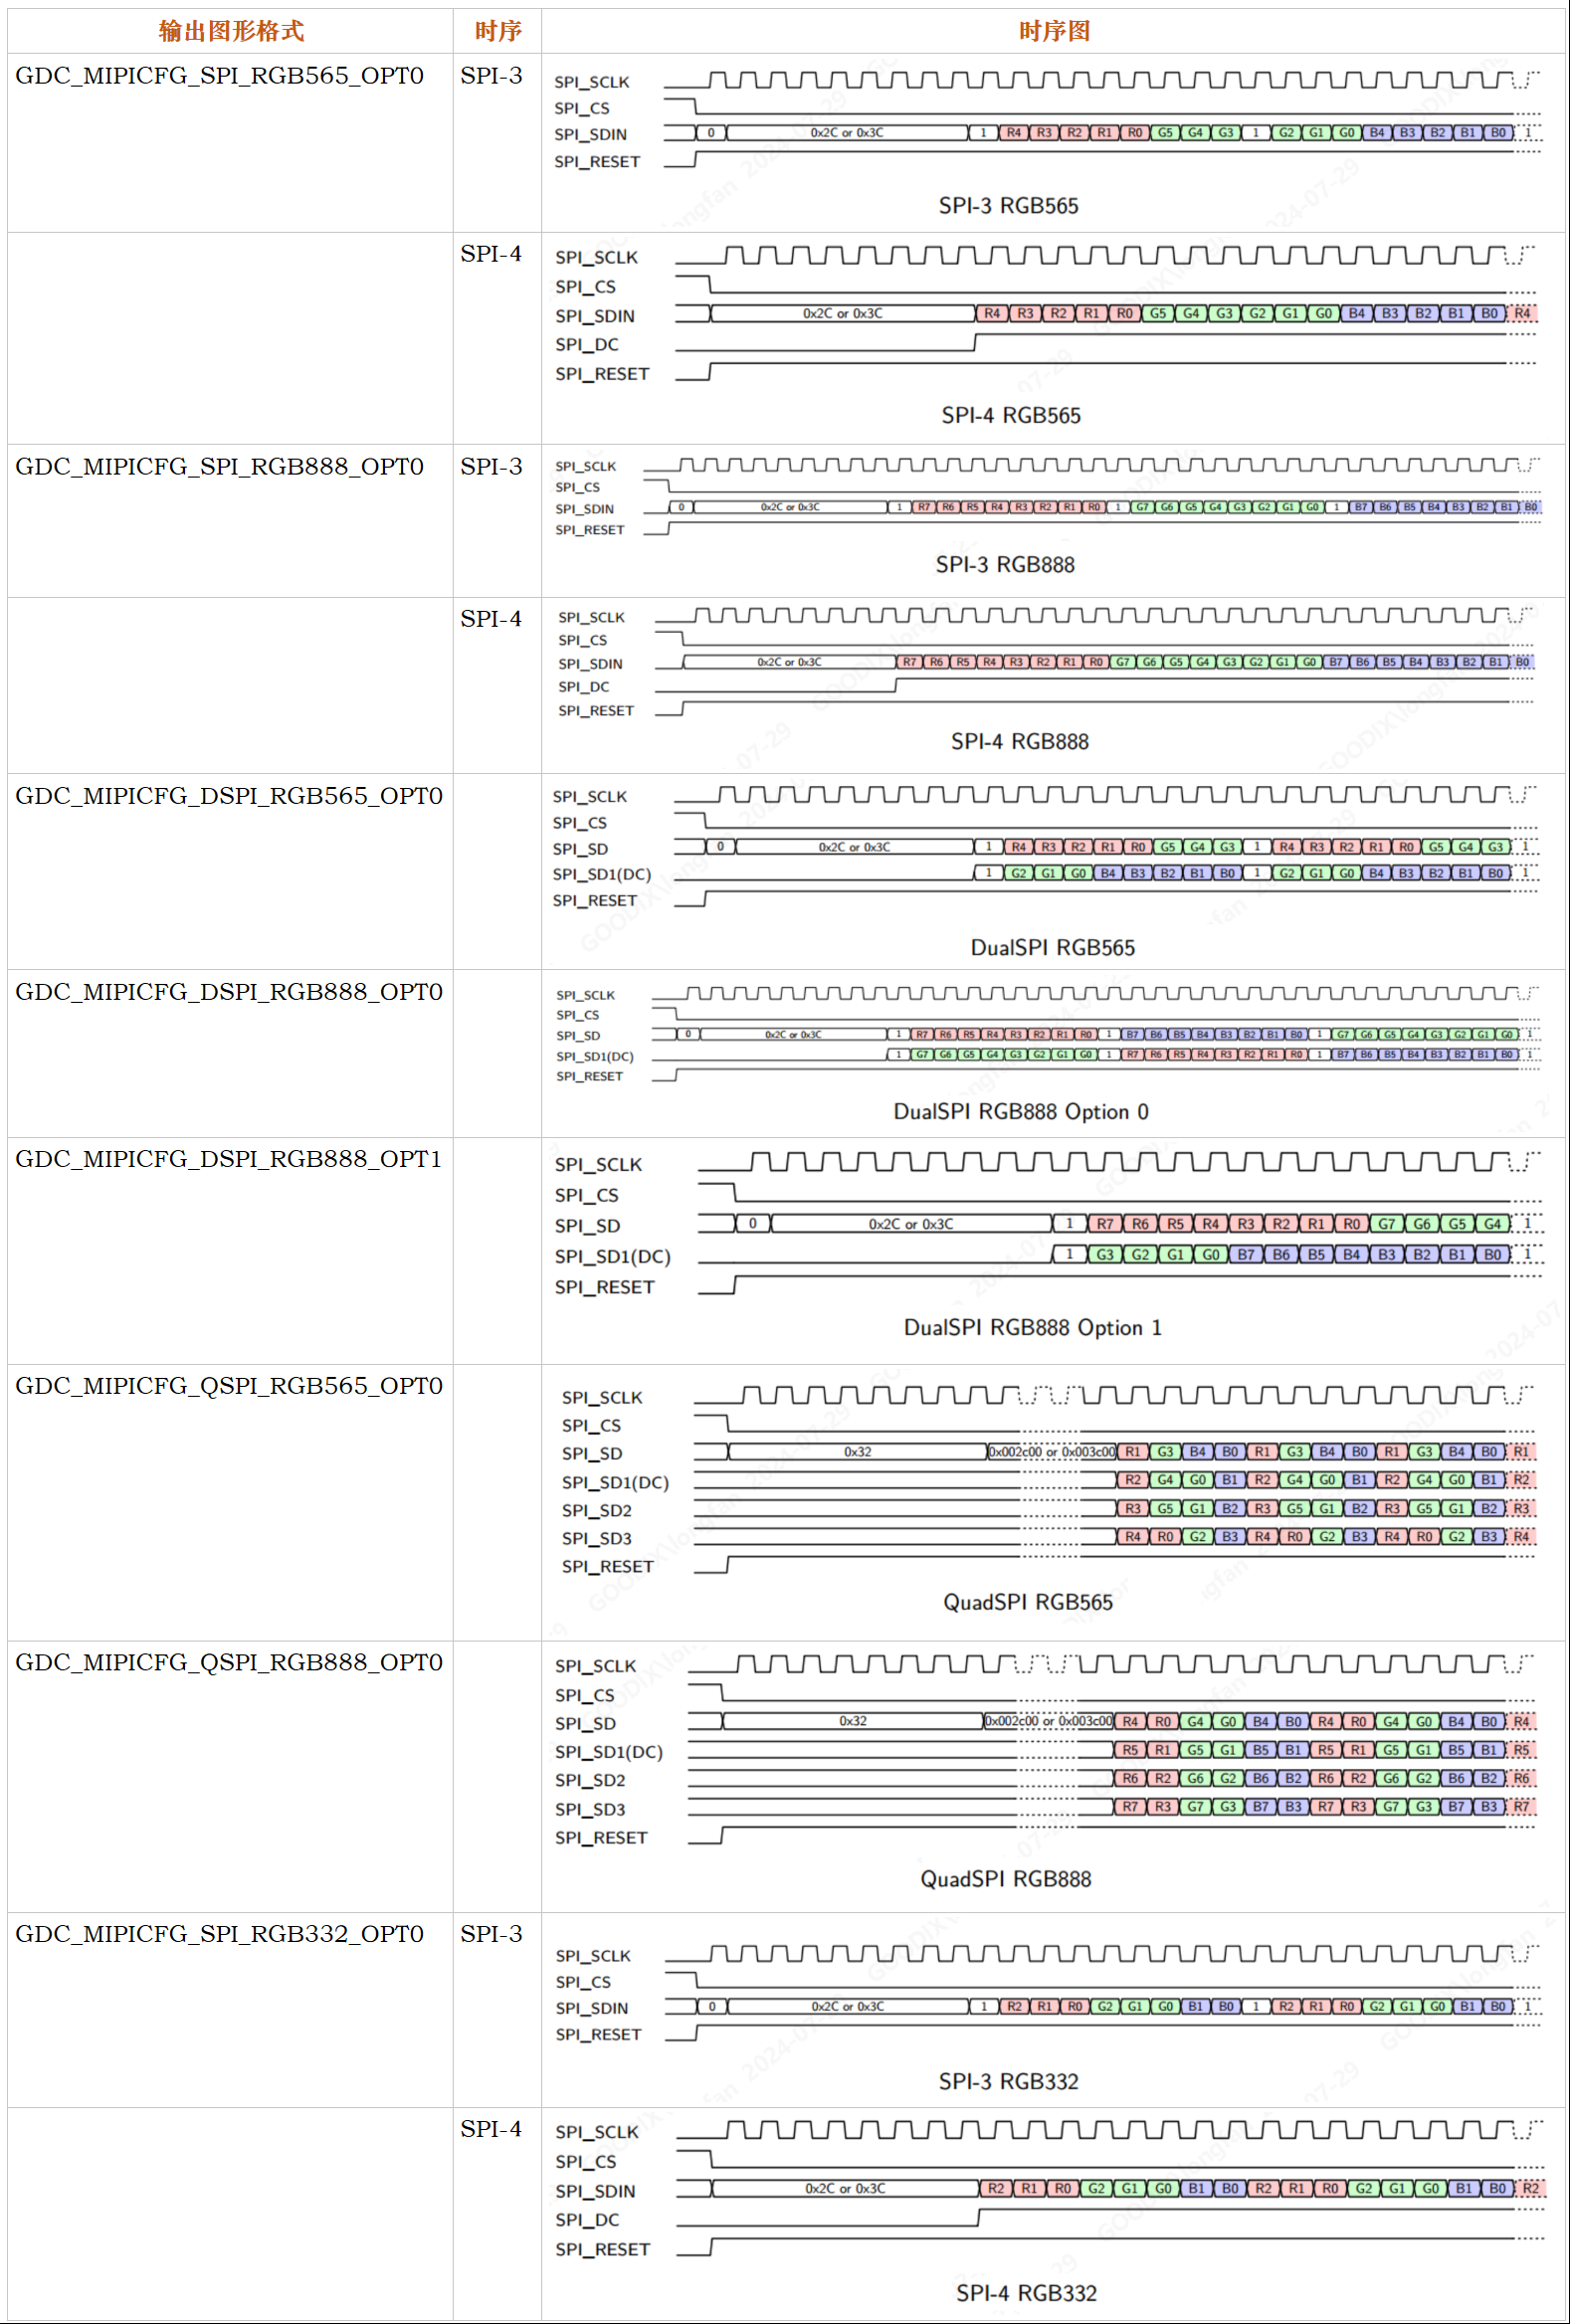 输出图形格式 时序 时序图
GDC_MIPICFG_SPI_RGB565_OPT0 SPI-3
SPI_SCLK
SPI_CS
SPI_SDIN 0 0x2C or 0x3C 1 R4 R3 R2 R1 R0 G5 G4 G3 1 G2 G1 G0 B4 B3 B2 B1 B0 1
SPI_RESET
SPI-3 RGB565
SPI-4
SPI_SCLK
SPI_CS
SPI_SDIN 0x2C or 0x3C R4 R3 R2 R1 R0 G5 G4 G3 G2 G1 G0 B4 B3 B2 B1 B0 R4
SPI_DC
SPI_RESET
SPI-4 RGB565
GDC_MIPICFG_SPI_RGB888_OPT0 SPI-3
SPI_SCLK
SPI_CS
SPI_SDIN 0 0x2C or 0x3C 1 R7 R6 R5 R4 R3 R2 R1 R0 1 G7 G6 G5 G4 G3 G2 G1 G0 1 B7 B6 B5 B4 B3 B2 B1 B0
SPI_RESET
SPI-3 RGB888
SPI-4
SPI_SCLK
SPI_CS
SPI_SDIN 0x2C or 0x3C R7 R6 R5 R4 R3 R2 R1 R0 G7 G6 G5 G4 G3 G2 G1 G0 B7 B6 B5 B4 B3 B2 B1 B0
SPI_DC
SPI_RESET
SPI-4 RGB888
GDC_MIPICFG_DSPI_RGB565_OPT0
SPI_SCLK
SPI_CS
SPI_SD 0 0x2C or 0x3C 1 R4 R3 R2 R1 R0 G5 G4 G3 1 R4 R3 R2 R1 R0 G5 G4 G3 1
SPI_SD1(DC) 1 G2 G1 G0 B4 B3 B2 B1 B0 1 G2 G1 G0 B4 B3 B2 B1 B0 1
SPI_RESET
DualSPI RGB565
GDC_MIPICFG_DSPI_RGB888_OPT0
SPI_SCLK
SPI_CS
SPI_SD 0 0x2C or 0x3C 1 R7 R6 R5 R4 R3 R2 R1 R0 1 B7 B6 B5 B4 B3 B2 B1 B0 1 G7 G6 G5 G4 G3 G2 G1 G0 1
SPI_SD1(DC) 1 G7 G6 G5 G4 G3 G2 G1 G0 1 R7 R6 R5 R4 R3 R2 R1 R0 1 B7 B6 B5 B4 B3 B2 B1 B0 1
SPI_RESET
DualSPI RGB888 Option 0
GDC_MIPICFG_DSPI_RGB888_OPT1
SPI_SCLK
SPI_CS
SPI_SD 0 0x2C or 0x3C 1 R7 R6 R5 R4 R3 R2 R1 R0 G7 G6 G5 G4 1
SPI_SD1(DC) 1 G3 G2 G1 G0 B7 B6 B5 B4 B3 B2 B1 B0 1
SPI_RESET
DualSPI RGB888 Option 1
GDC_MIPICFG_QSPI_RGB565_OPT0
SPI_SCLK
SPI_CS
SPI_SD 0x32 0x002c00 or 0x003c00 R1 G3 B4 B0 R1 G3 B4 B0 R1 G3 B4 B0 R1
SPI_SD1(DC) R2 G4 G0 B1 R2 G4 G0 B1 R2 G4 G0 B1 R2
SPI_SD2 R3 G5 G1 B2 R3 G5 G1 B2 R3 G5 G1 B2 R3
SPI_SD3 R4 R0 G2 B3 R4 R0 G2 B3 R4 R0 G2 B3 R4
SPI_RESET
QuadSPI RGB565
GDC_MIPICFG_QSPI_RGB888_OPT0
SPI_SCLK
SPI_CS
SPI_SD 0x32 0x002c00 or 0x003c00 R4 R0 G4 G0 B4 B0 R4 R0 G4 G0 B4 B0 R4
SPI_SD1(DC) R5 R1 G5 G1 B5 B1 R5 R1 G5 G1 B5 B1 R5
SPI_SD2 R6 R2 G6 G2 B6 B2 R6 R2 G6 G2 B6 B2 R6
SPI_SD3 R7 R3 G7 G3 B7 B3 R7 R3 G7 G3 B7 B3 R7
SPI_RESET
QuadSPI RGB888
GDC_MIPICFG_SPI_RGB332_OPT0 SPI-3
SPI_SCLK
SPI_CS
SPI_SDIN 0 0x2C or 0x3C 1 R2 R1 R0 G2 G1 G0 B1 B0 1 R2 R1 R0 G2 G1 G0 B1 B0 1
SPI_RESET
SPI-3 RGB332
SPI-4
SPI_SCLK
SPI_CS
SPI_SDIN 0x2C or 0x3C R2 R1 R0 G2 G1 G0 B1 B0 R2 R1 R0 G2 G1 G0 B1 B0 R2
SPI_DC
SPI_RESET
SPI-4 RGB332